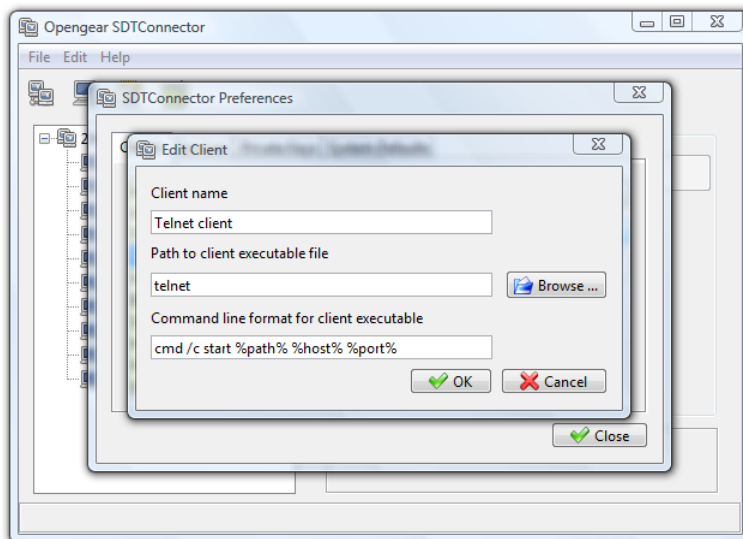 Opengear SDTConnector
File Edit Help
SDTConnector Preferences
2
Edit Client
Client name
Telnet client
Path to client executable file
telnet
Browse ...
Command line format for client executable
cmd /c start %path% %host% %port%
OK
Cancel
Close